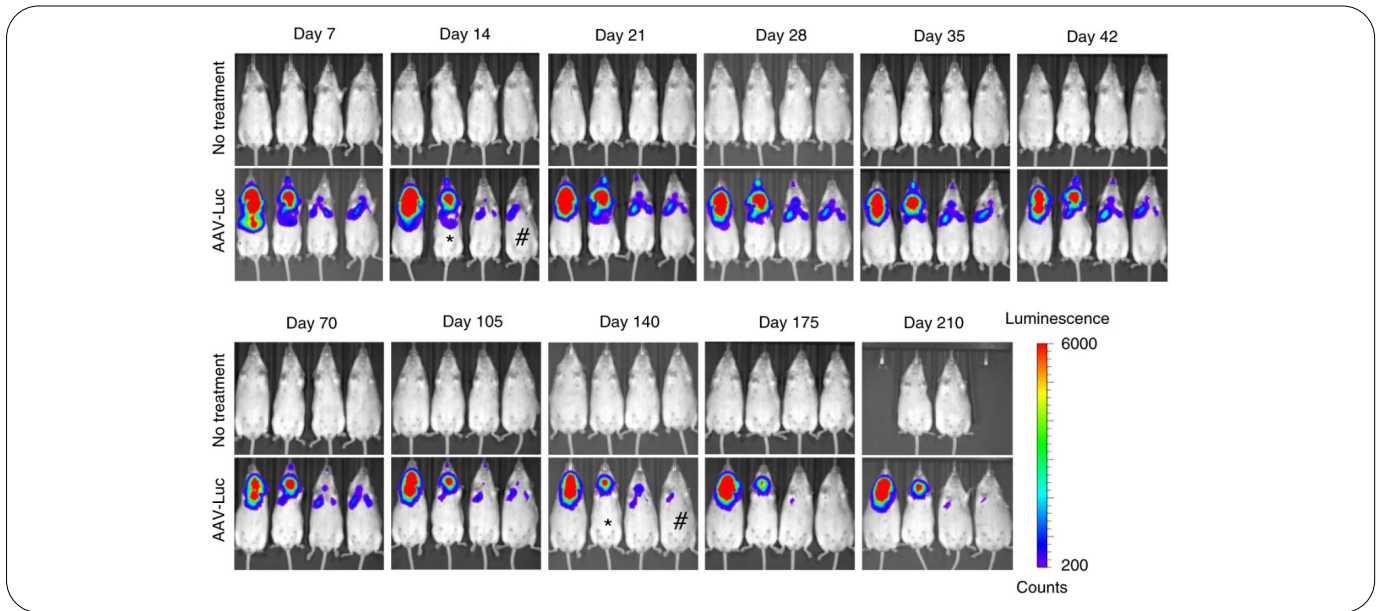 Day 7 Day 14 Day 21 Day 28 Day 35 Day 42
No treatment
AAV-Luc
* #
Day 70 Day 105 Day 140 Day 175 Day 210
Luminescence
6000
No treatment
AAV-Luc
* #
200
Counts